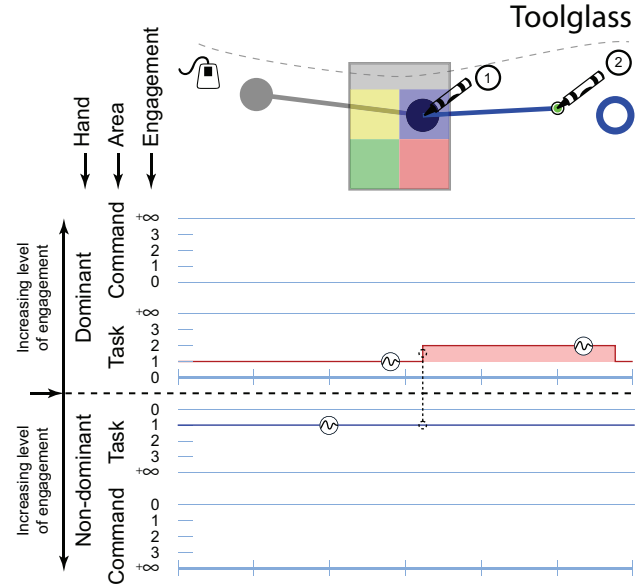 Toolglass
1
2
Hand
Area
Engagement
Increasing level
of engagement
Dominant
Command
+∞
3
2
1
0
Task
+∞
3
2
1
0
Increasing level
of engagement
Non-dominant
Task
0
1
2
3
+∞
Command
0
1
2
3
+∞